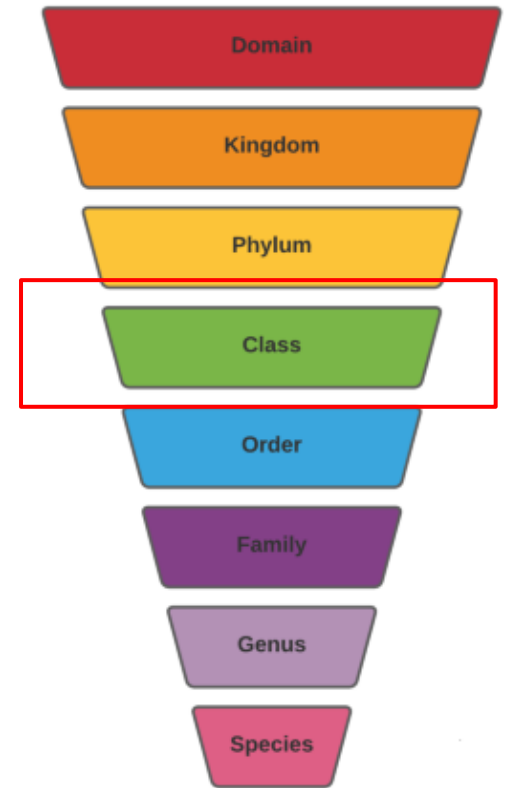 Domain
Kingdom
Phylum
Class
Order
Family
Genus
Species